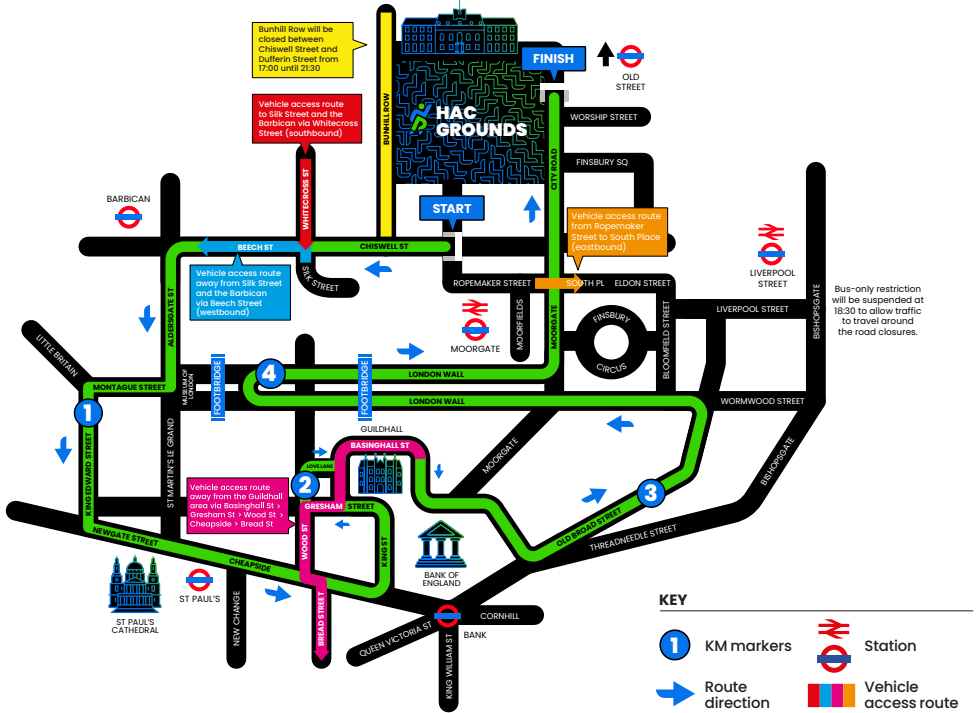 Bunhill Row will be
closed between
Chiswell Street and
Dufferin Street from
17:00 until 21:30
FINISH
OLD
STREET
Vehicle access route
to Silk Street and the
Barbican via Whitecross
Street (southbound)
BUNHILL ROW
HAC
GROUNDS
WORSHIP STREET
CITY ROAD
FINSBURY SQ
WHITECROSS ST
BARBICAN
START
Vehicle access route
from Ropemaker
Street to South Place
(eastbound)
BEECH ST
CHISWELL ST
LIVERPOOL
STREET
Vehicle access route
away from Silk Street
and the Barbican
via Beech Street
(westbound)
SILK STREET
ROPEMAKER STREET
SOUTH PL
ELDON STREET
Bus-only restriction
will be suspended at
18:30 to allow traffic
to travel around
the road closures.
ALDERSGATE ST
MOORGATE
MOORFIELDS
MOORGATE
FINSBURY
CIRCUS
BLOOMFIELD STREET
LIVERPOOL STREET
BISHOPSGATE
LITTLE BRITAIN
MONTAGUE STREET
MUSEUM OF
LONDON
FOOTBRIDGE
4
FOOTBRIDGE
LONDON WALL
LONDON WALL
WORMWOOD STREET
1
KING EDWARD STREET
ST MARTIN'S LE GRAND
GUILDHALL
BASINGHALL ST
LOVE LANE
MOORGATE
BISHOPSGATE
Vehicle access route
away from the Guildhall
area via Basinghall St >
Gresham St > Wood St >
Cheapside > Bread St
2
GRESHAM STREET
3
OLD BROAD STREET
THREADNEEDLE STREET
NEWGATE STREET
CHEAPSIDE
WOOD ST
KING ST
BANK OF
ENGLAND
ST PAUL'S
CATHEDRAL
ST PAUL'S
NEW CHANGE
BREAD STREET
QUEEN VICTORIA ST
BANK
CORNHILL
KING WILLIAM ST
KEY
1
KM markers
Station
Route
direction
Vehicle
access route